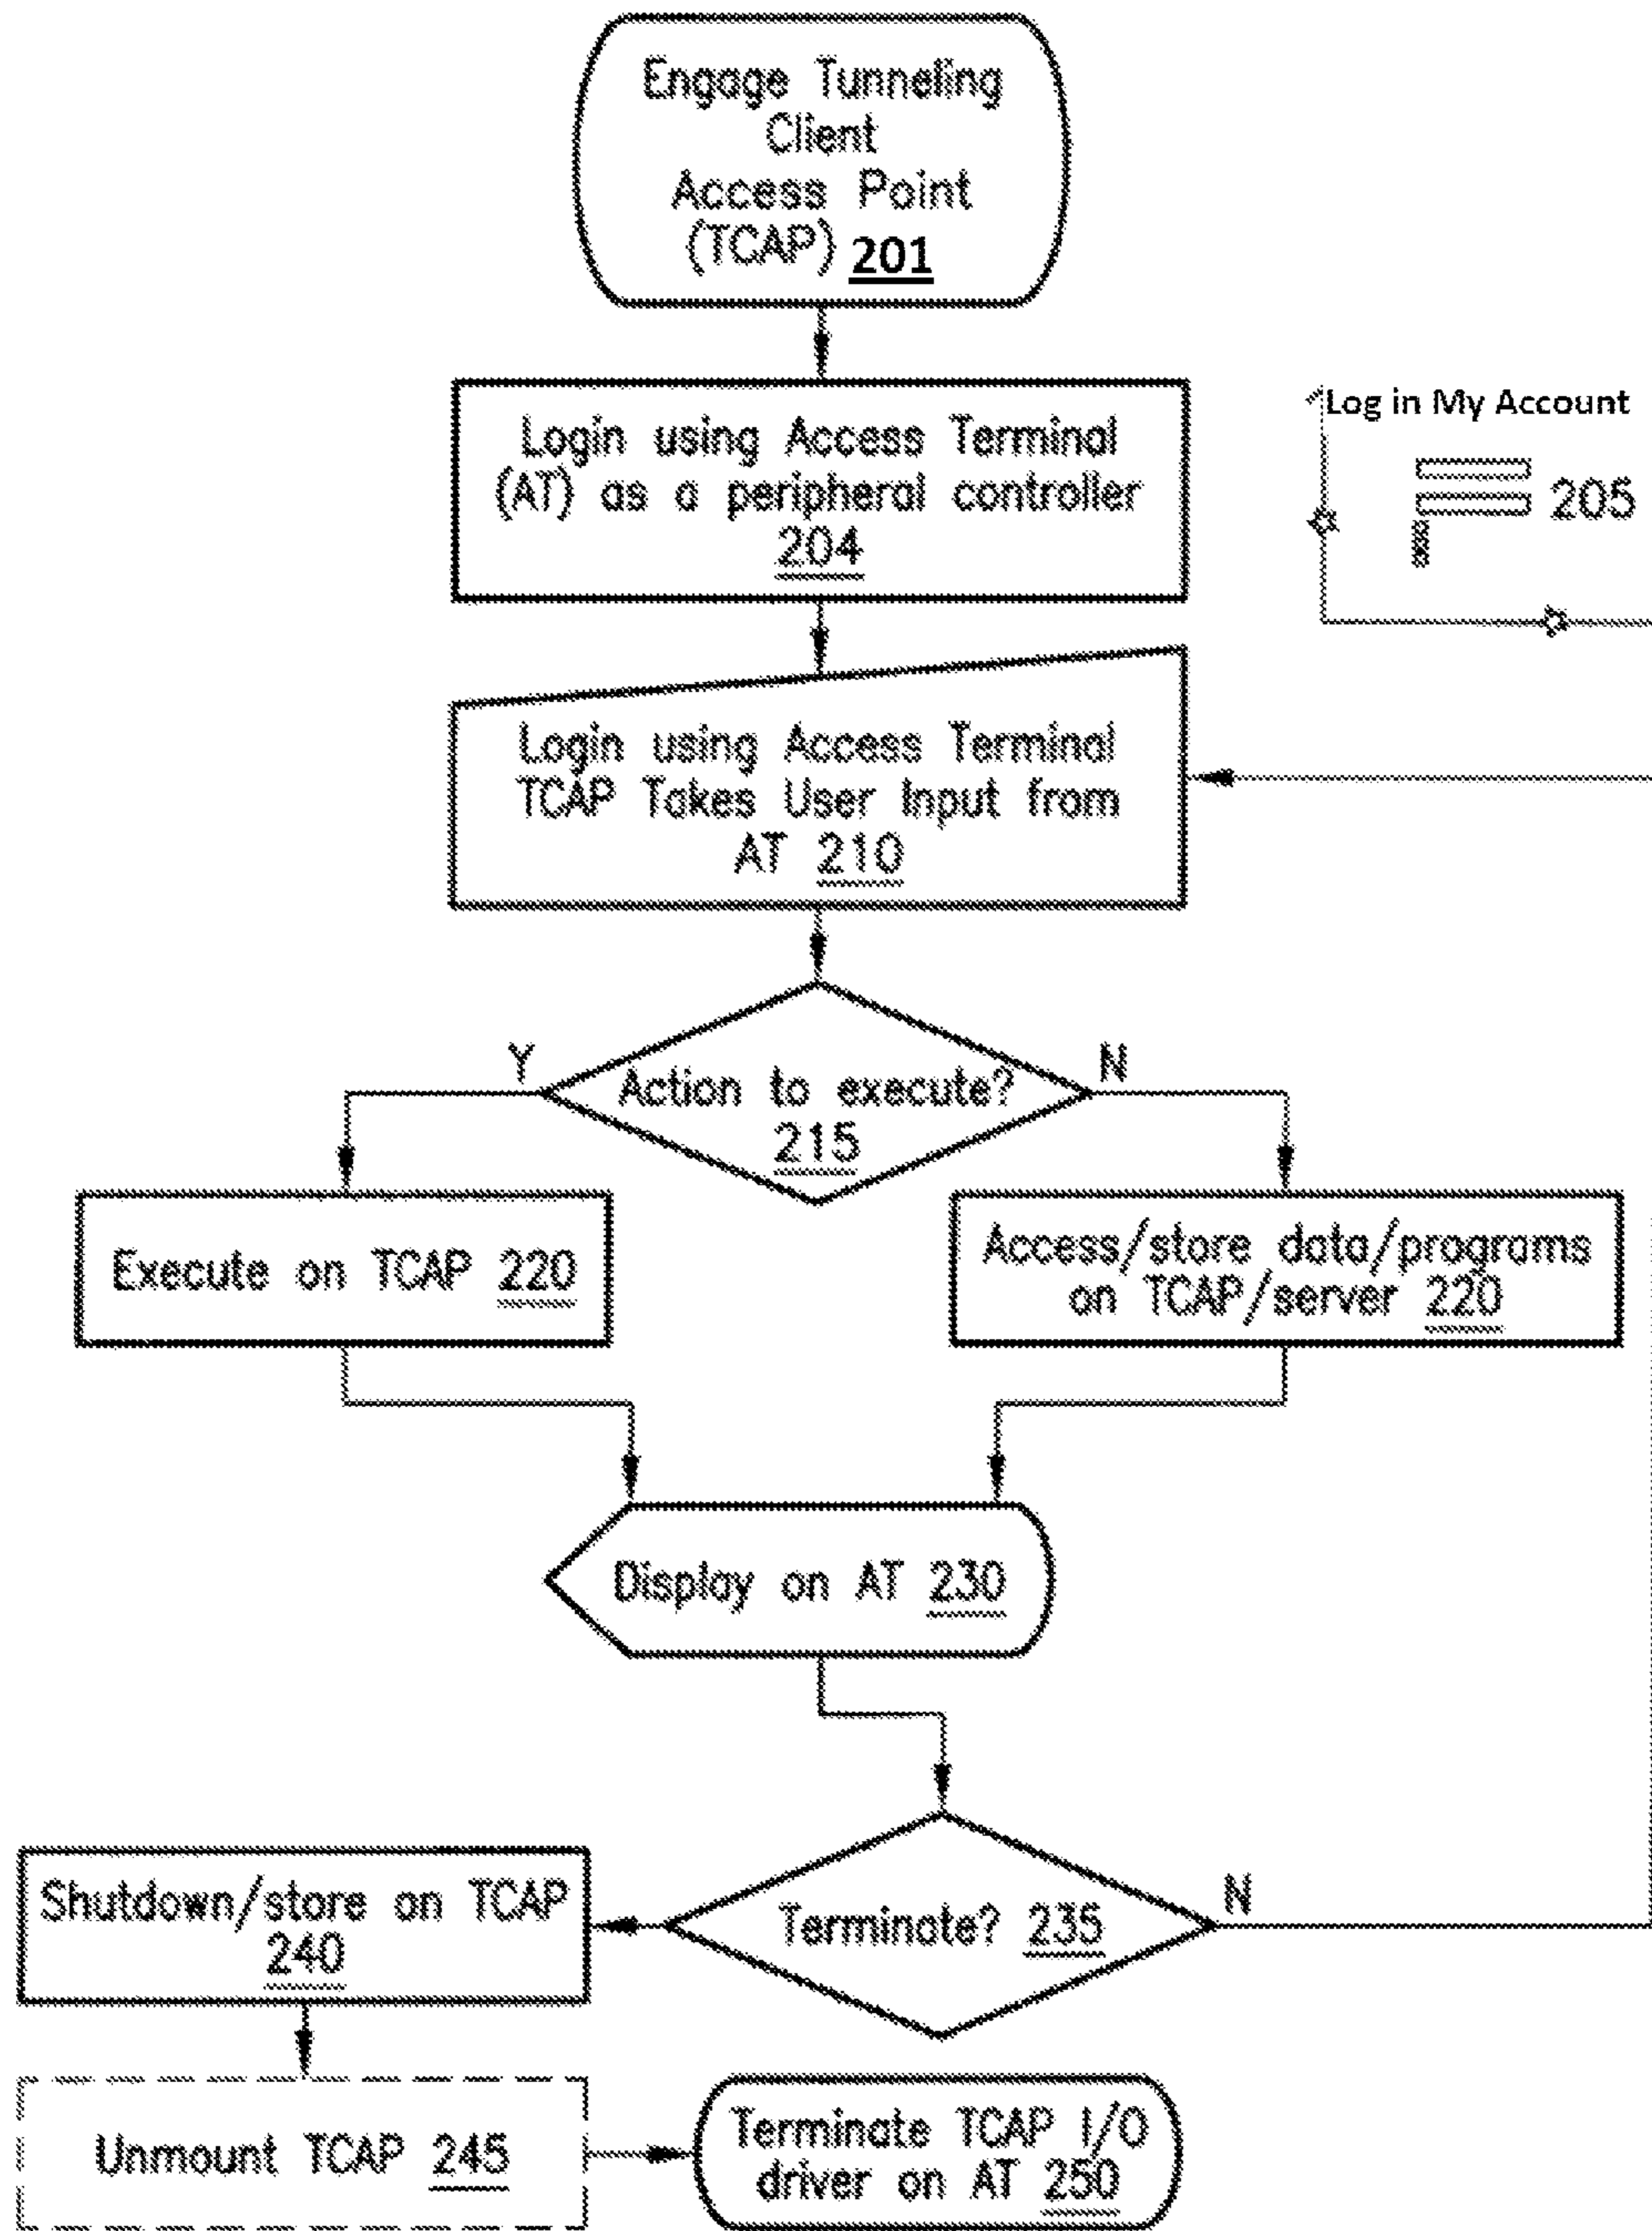 Engage Tunneling
Client
Access Point
(TCAP) 201
Login using Access Terminal
(AT) as a peripheral controller
204
Log in My Account
205
Login using Access Terminal
TCAP Takes User Input from
AT 210
Y
N
Action to execute?
215
Execute on TCAP 220
Access/store data/programs
on TCAP/server 220
Display on AT 230
Shutdown/store on TCAP
240
Terminate? 235
N
Unmount TCAP 245
Terminate TCAP I/O
driver on AT 250